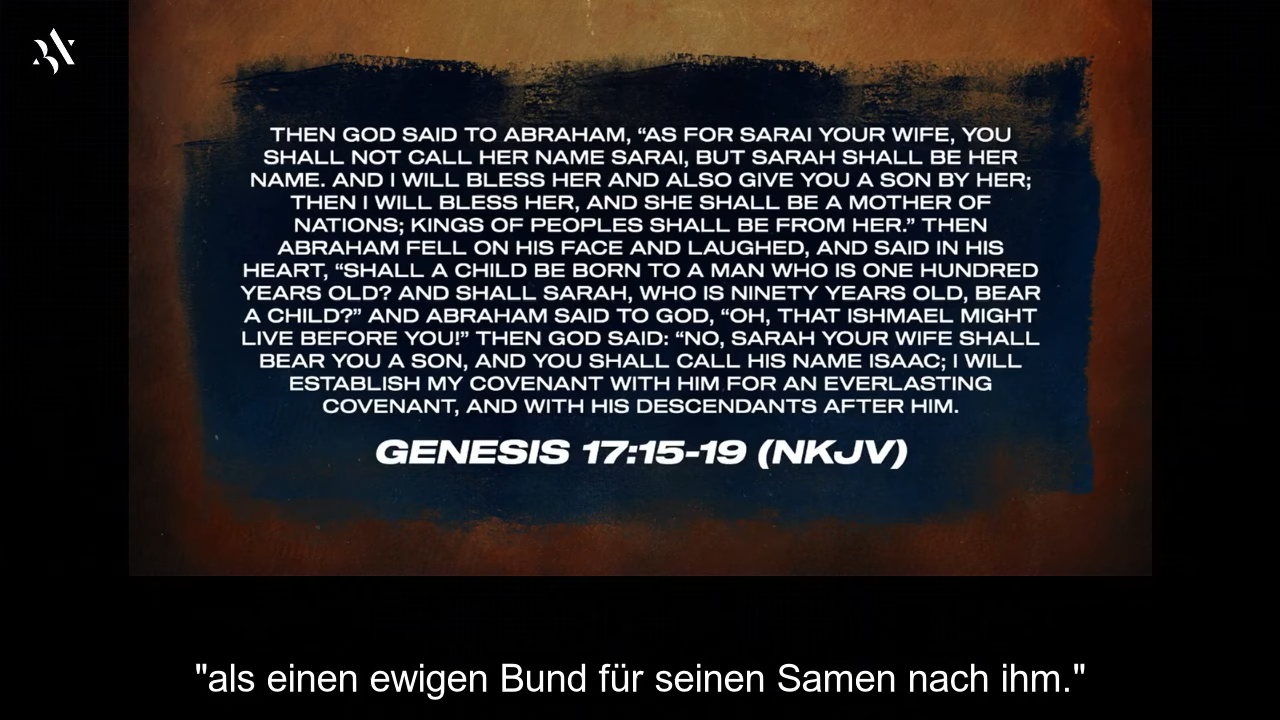 THEN GOD SAID TO ABRAHAM, “AS FOR SARAI YOUR WIFE, YOU
SHALL NOT CALL HER NAME SARAI, BUT SARAH SHALL BE HER
NAME. AND I WILL BLESS HER AND ALSO GIVE YOU A SON BY HER;
THEN I WILL BLESS HER, AND SHE SHALL BE A MOTHER OF
NATIONS; KINGS OF PEOPLES SHALL BE FROM HER.” THEN
ABRAHAM FELL ON HIS FACE AND LAUGHED, AND SAID IN HIS
HEART, “SHALL A CHILD BE BORN TO A MAN WHO IS ONE HUNDRED
YEARS OLD? AND SHALL SARAH, WHO IS NINETY YEARS OLD, BEAR
A CHILD?” AND ABRAHAM SAID TO GOD, “OH, THAT ISHMAEL MIGHT
LIVE BEFORE YOU!” THEN GOD SAID: “NO, SARAH YOUR WIFE SHALL
BEAR YOU A SON, AND YOU SHALL CALL HIS NAME ISAAC; I WILL
ESTABLISH MY COVENANT WITH HIM FOR AN EVERLASTING
COVENANT, AND WITH HIS DESCENDANTS AFTER HIM.
GENESIS 17:15-19 (NKJV)
"als einen ewigen Bund für seinen Samen nach ihm."